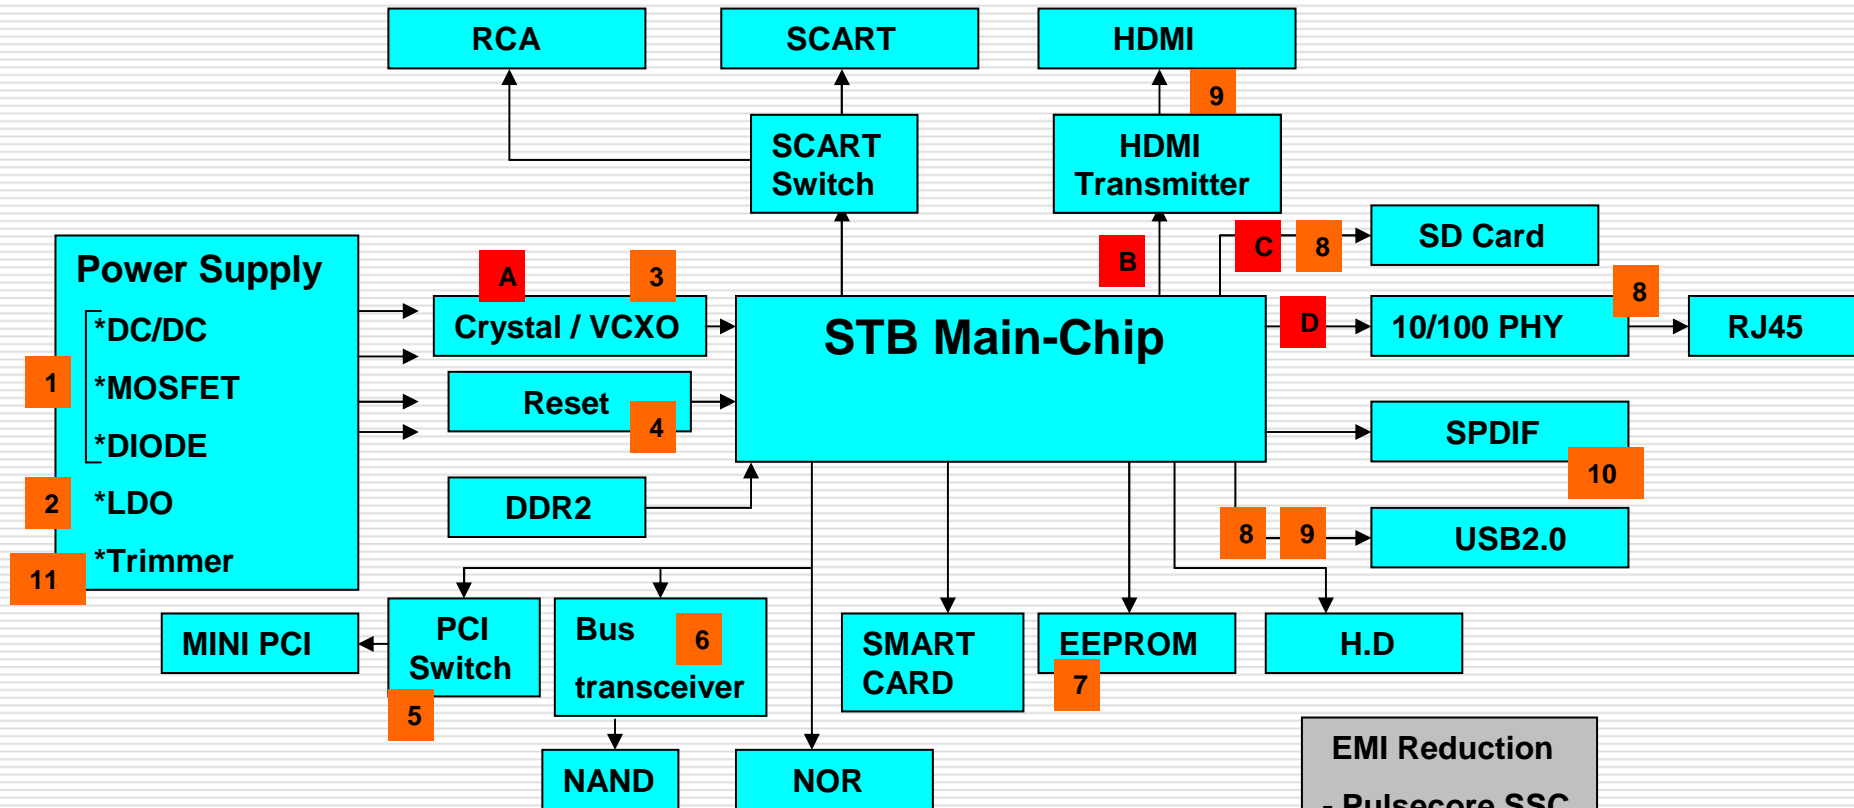 RCA
SCART
HDMI
9
SCART
Switch
HDMI
Transmitter
SD Card
B
C
8
Power Supply
*DC/DC
*MOSFET
*DIODE
*LDO
*Trimmer
1
2
11
A
3
Crystal / VCXO
Reset
4
DDR2
STB Main-Chip
D
10/100 PHY
8
RJ45
SPDIF
10
8
9
USB2.0
MINI PCI
PCI
Switch
5
Bus
transceiver
6
SMART
CARD
EEPROM
7
H.D
NAND
NOR
EMI Reduction
- Pulsecore SSC